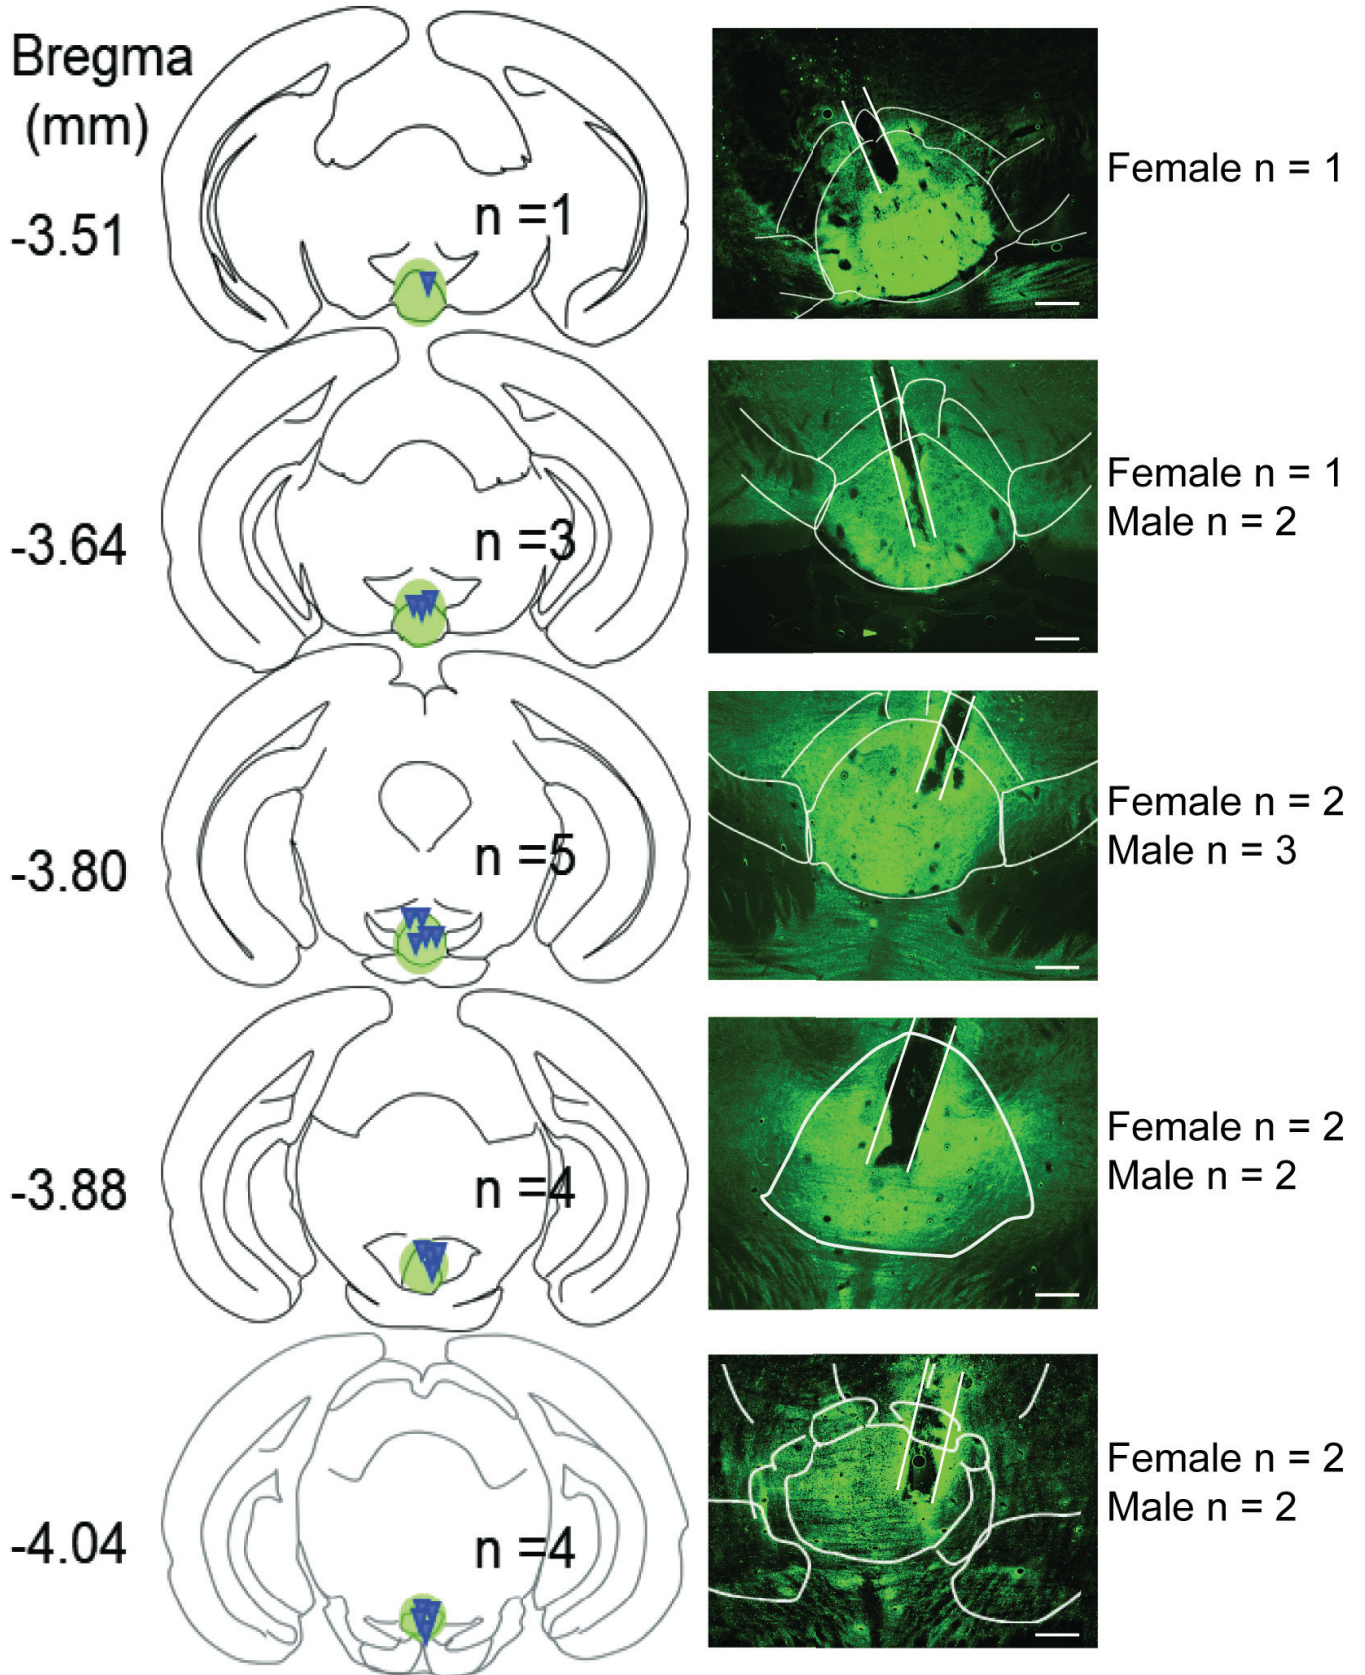 Bregma
(mm)
-3.51
n =1
Female n = 1
-3.64
n =3
Female n = 1
Male n = 2
-3.80
n =5
Female n = 2
Male n = 3
-3.88
n =4
Female n = 2
Male n = 2
-4.04
n =4
Female n = 2
Male n = 2